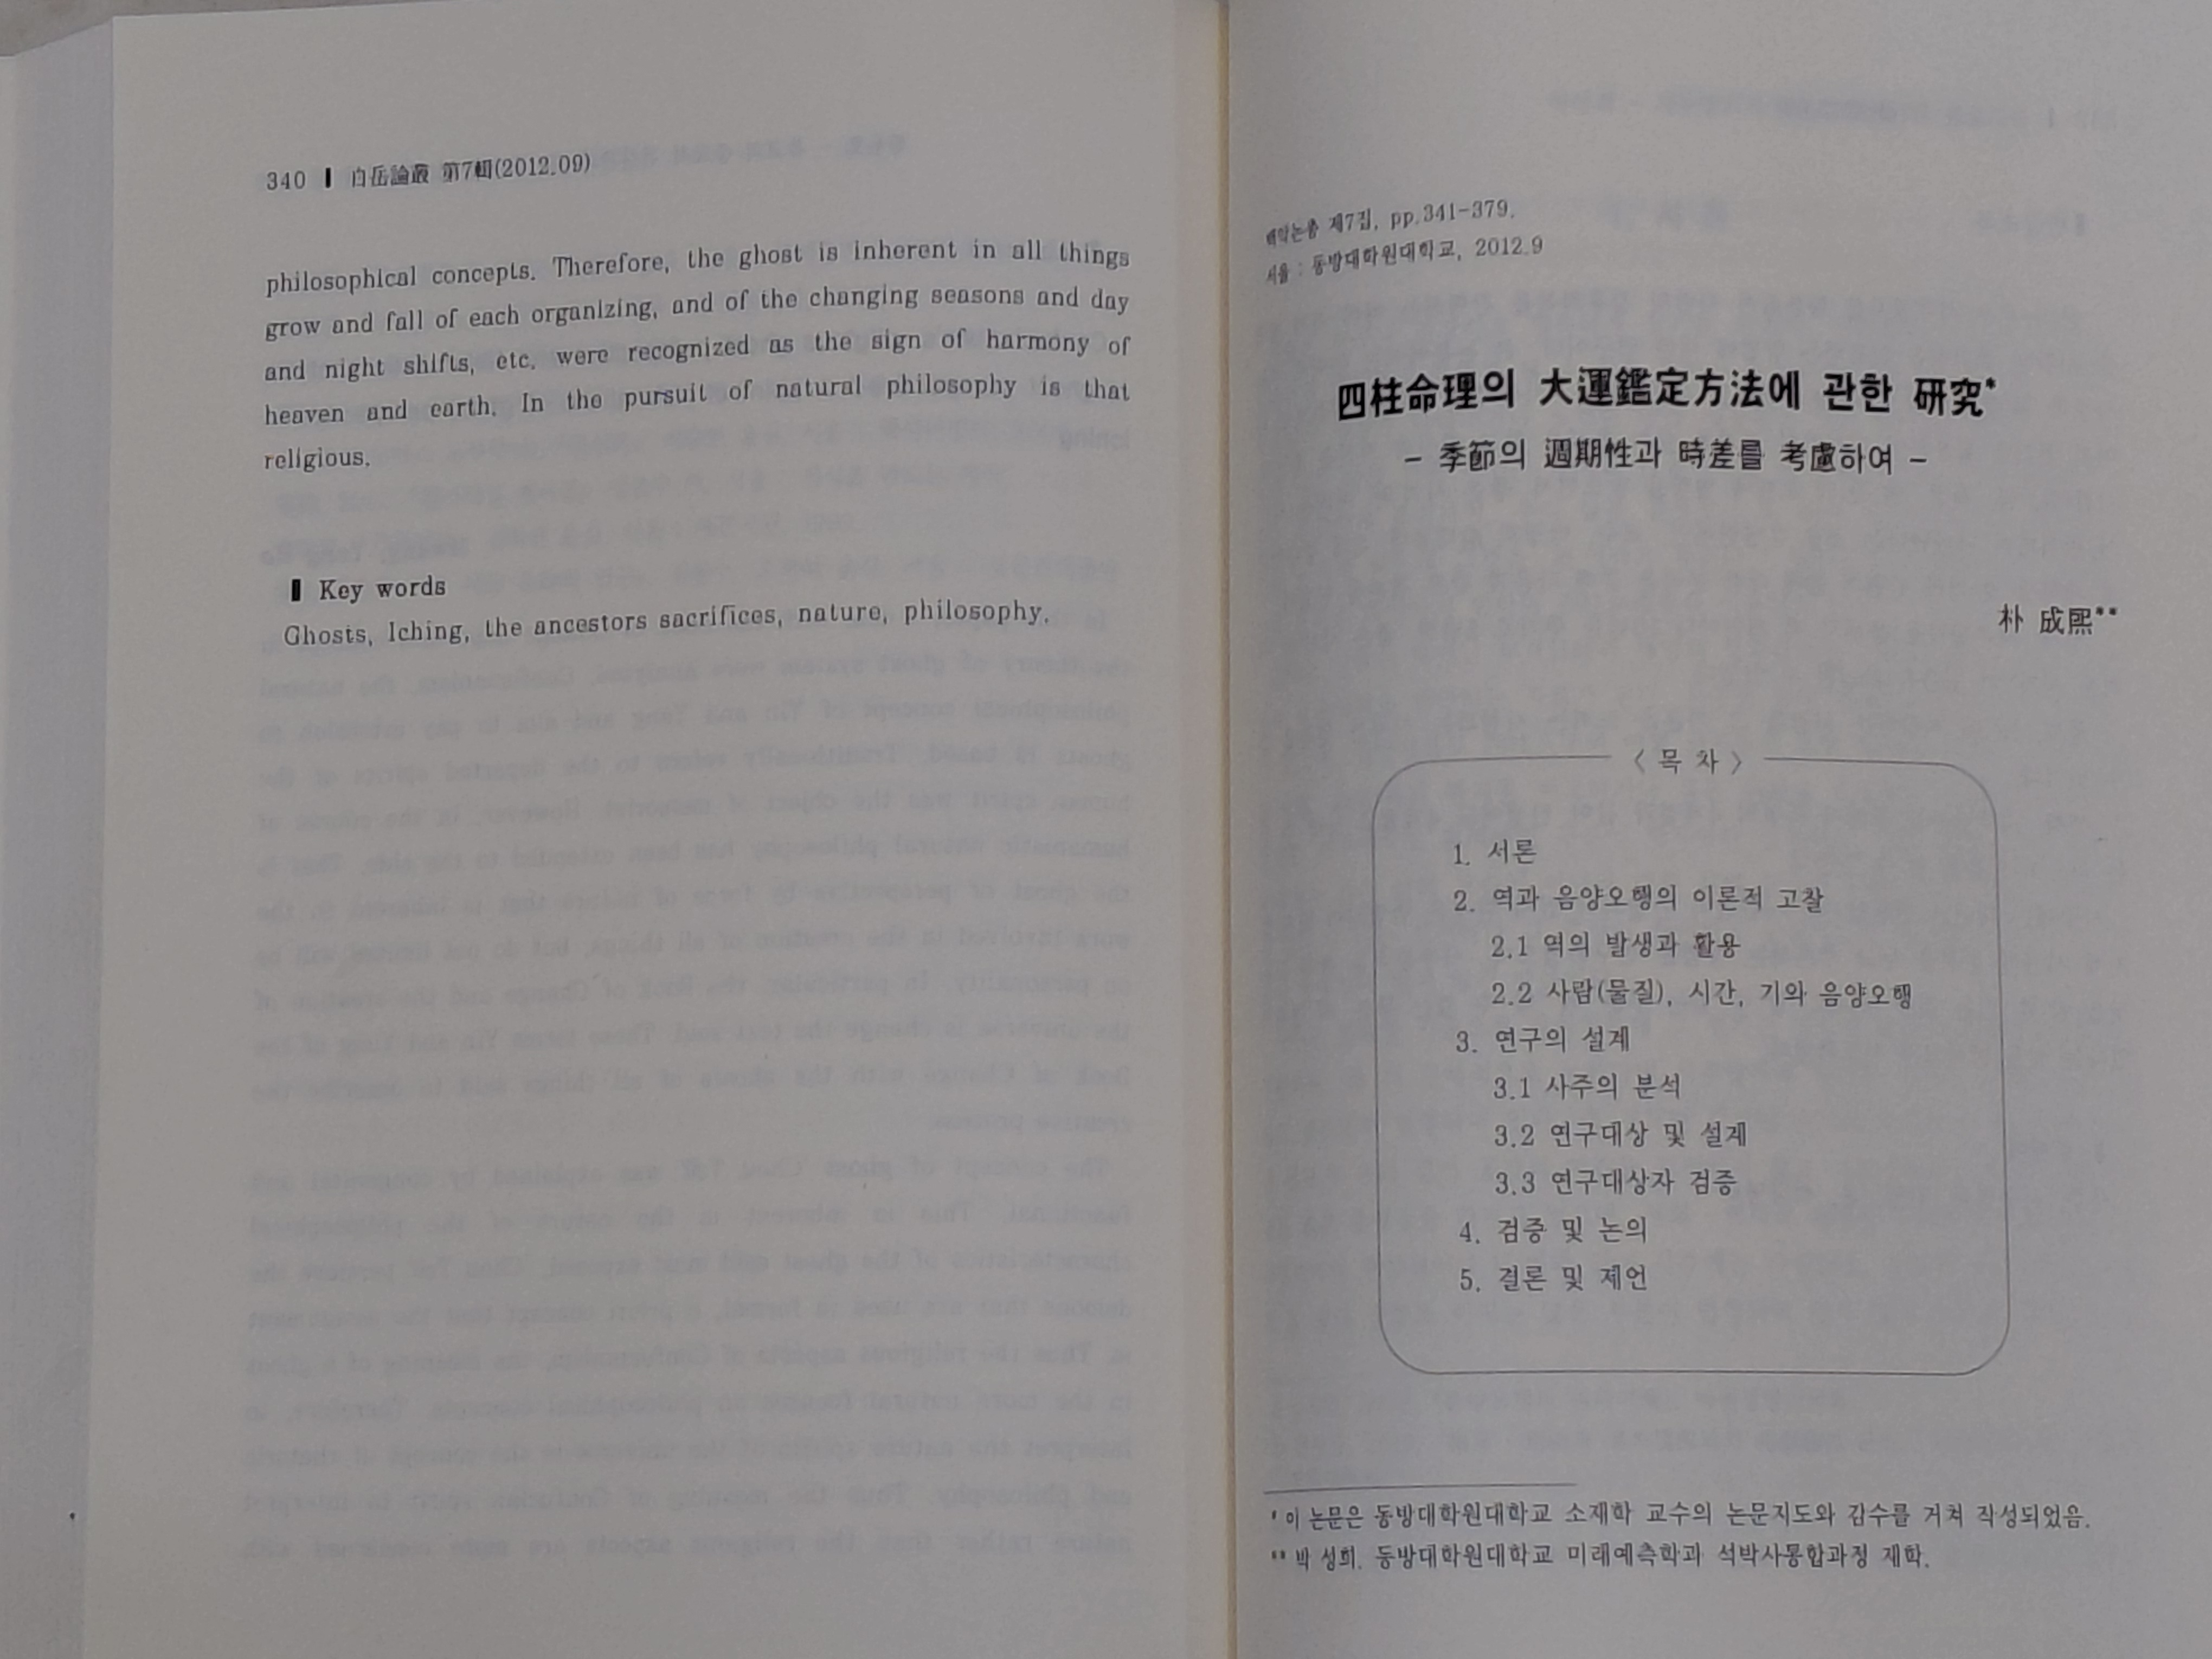 340 ▌ 白岳論叢 第7輯(2012.09)
philosophical concepts. Therefore, the ghost is inherent in all things
grow and fall of each organizing, and of the changing seasons and day
and night shifts, etc. were recognized as the sign of harmony of
heaven and earth. In the pursuit of natural philosophy is that
religious.
▌ Key words
Ghosts, Iching, the ancestors sacrifices, nature, philosophy.
백악논총 제7집, pp.341-379.
서울 : 동방대학원대학교, 2012.9
四柱命理의 大運鑑定方法에 관한 研究*
- 季節의 週期性과 時差를 考慮하여 -
朴 成熙**
< 목 차 >
1. 서론
2. 역과 음양오행의 이론적 고찰
2.1 역의 발생과 활용
2.2 사람(물질), 시간, 기와 음양오행
3. 연구의 설계
3.1 사주의 분석
3.2 연구대상 및 설계
3.3 연구대상자 검증
4. 검증 및 논의
5. 결론 및 제언
* 이 논문은 동방대학원대학교 소재학 교수의 논문지도와 감수를 거쳐 작성되었음.
** 박성희. 동방대학원대학교 미래예측학과 석박사통합과정 재학.